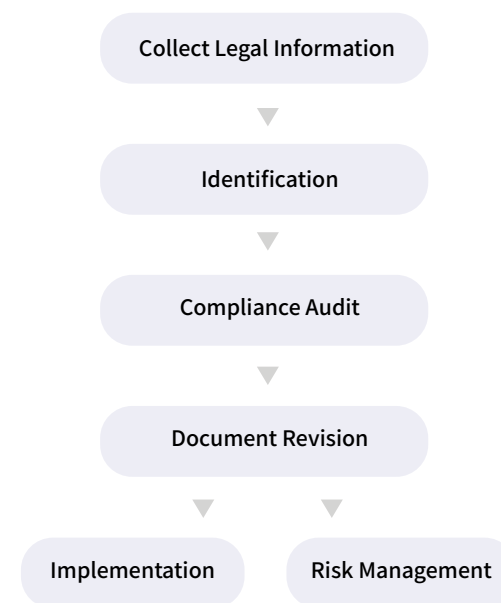 Collect Legal Information
Identification
Compliance Audit
Document Revision
Implementation
Risk Management